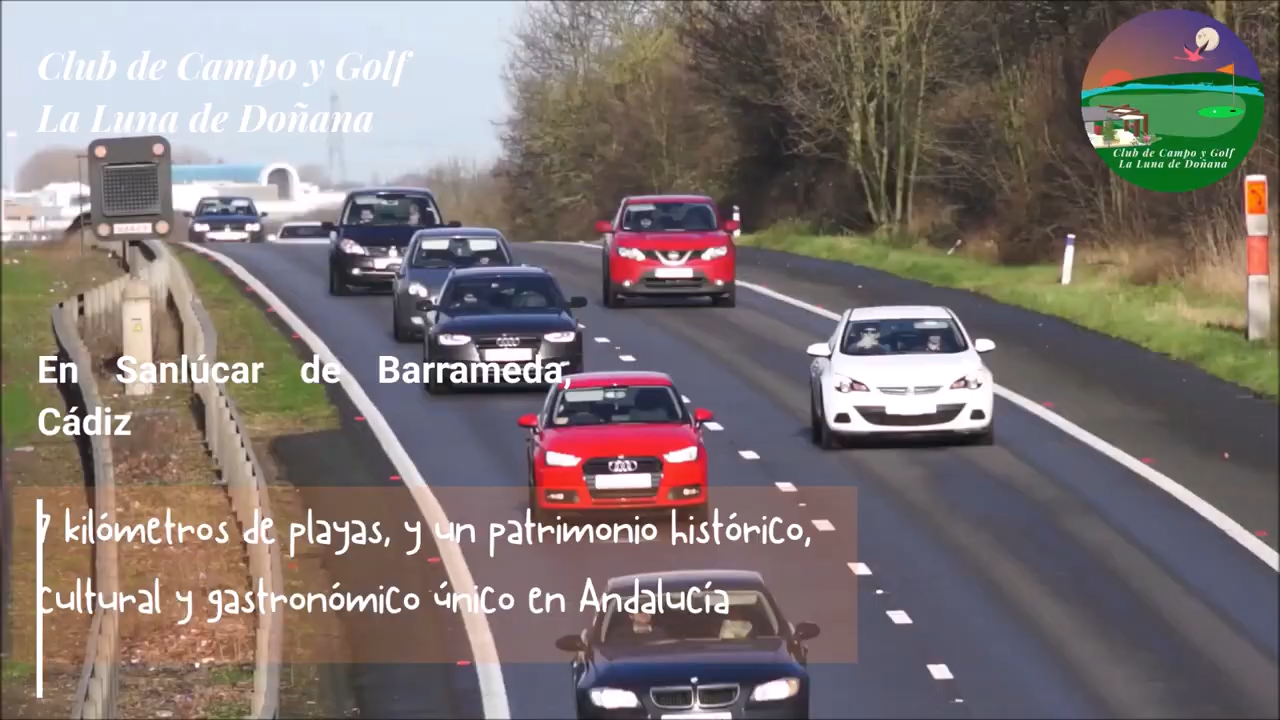 Club de Campo y Golf
La Luna de Doñana
Club de Campo y Golf
La Luna de Doñana
En Sanlúcar de Barrameda,
Cádiz
7 kilómetros de playas, y un patrimonio histórico,
cultural y gastronómico único en Andalucía